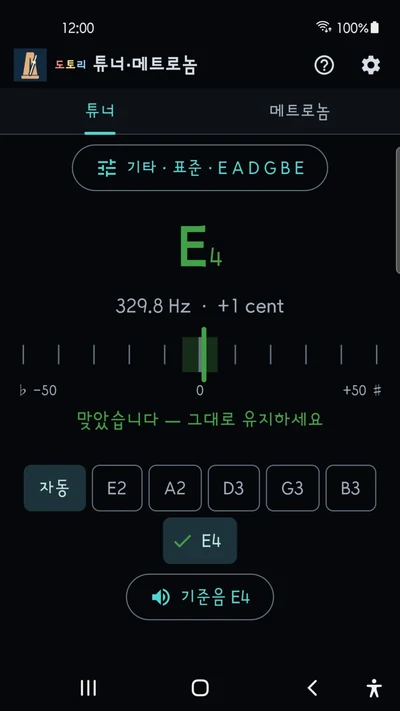 12:00 100%
도토리 튜너·메트로놈
튜너 메트로놈
기타 · 표준 · E A D G B E
E4
329.8 Hz · +1 cent
♭ -50 0 +50 ♯
맞았습니다 — 그대로 유지하세요
자동 E2 A2 D3 G3 B3
E4
기준음 E4